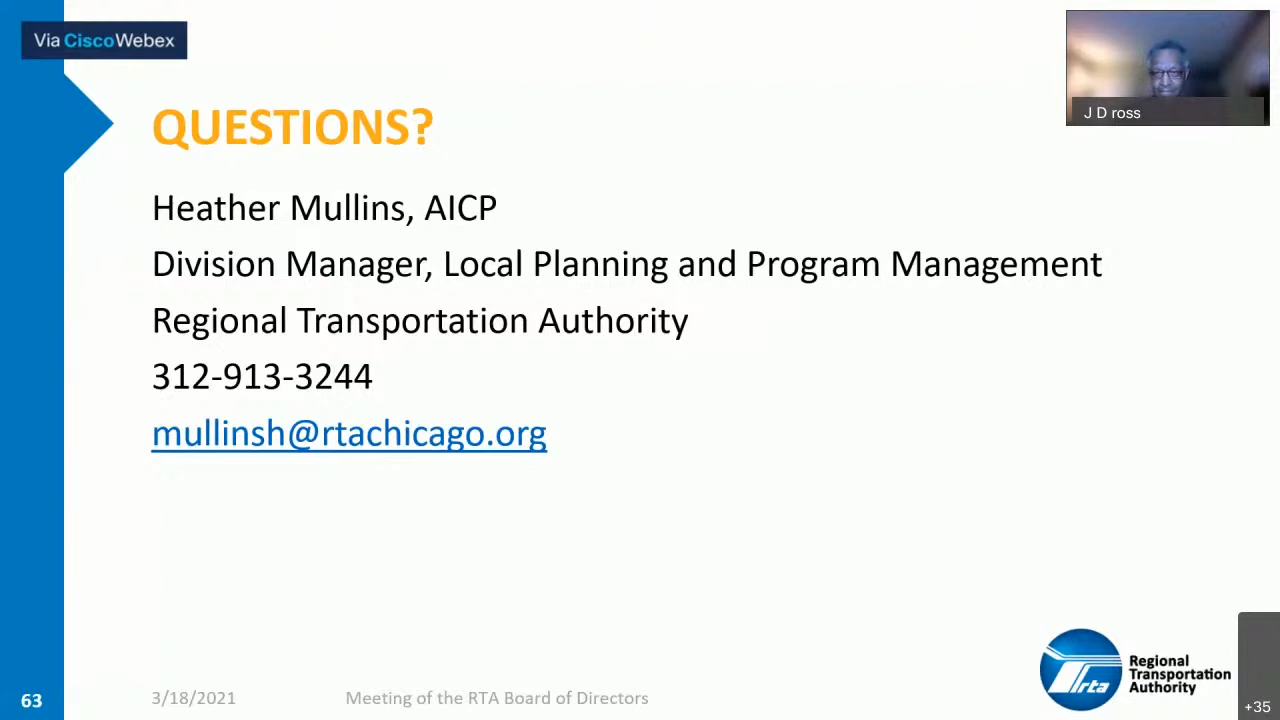 Via CiscoWebex
J D ross
QUESTIONS?
Heather Mullins, AICP
Division Manager, Local Planning and Program Management
Regional Transportation Authority
312-913-3244
mullinsh@rtachicago.org
rta
Regional
Transportation
Authority
63
3/18/2021
Meeting of the RTA Board of Directors
+35